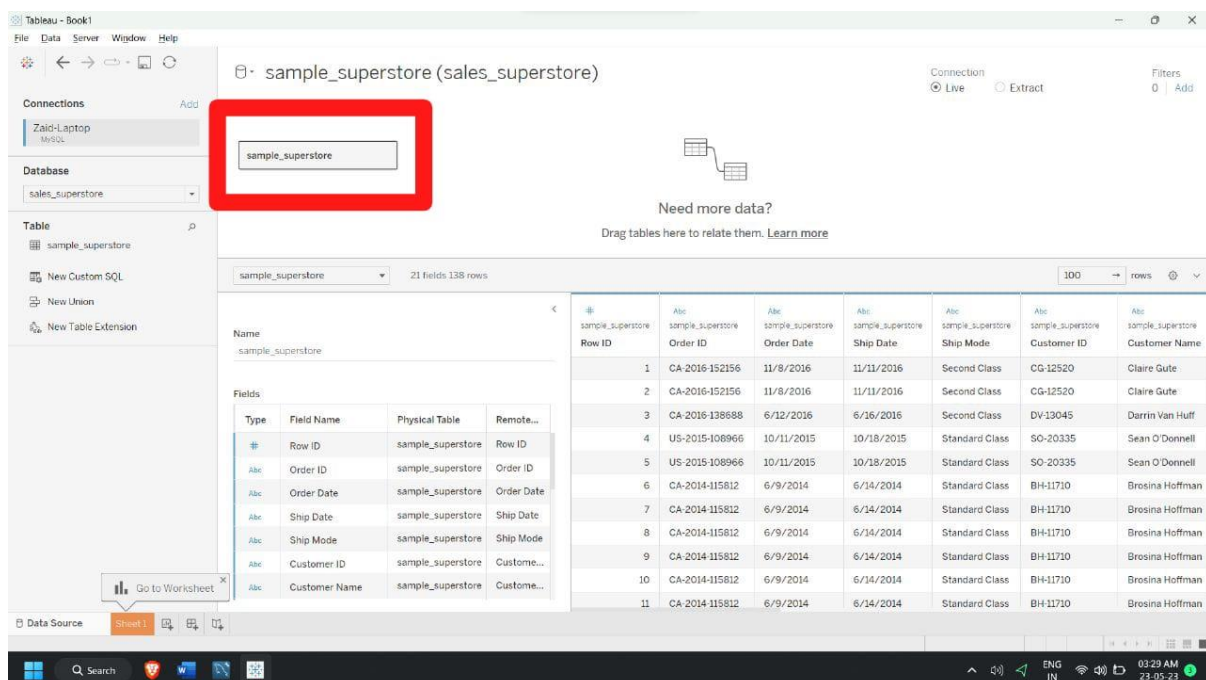 Tableau - Book1
File Data Server Window Help
sample_superstore (sales_superstore)
Connection
Live Extract
Filters
0 Add
Connections Add
Zaid-Laptop
MySQL
Database
sales_superstore
Table
sample_superstore
New Custom SQL
New Union
New Table Extension
sample_superstore
Need more data?
Drag tables here to relate them. Learn more
sample_superstore 21 fields 138 rows 100 rows
Name
sample_superstore
Fields
Type Field Name Physical Table Remote...
# Row ID sample_superstore Row ID
Abc Order ID sample_superstore Order ID
Abc Order Date sample_superstore Order Date
Abc Ship Date sample_superstore Ship Date
Abc Ship Mode sample_superstore Ship Mode
Abc Customer ID sample_superstore Custome...
Abc Customer Name sample_superstore Custome...
# Abc Abc Abc Abc Abc Abc
sample_superstore sample_superstore sample_superstore sample_superstore sample_superstore sample_superstore sample_superstore
Row ID Order ID Order Date Ship Date Ship Mode Customer ID Customer Name
1 CA-2016-152156 11/8/2016 11/11/2016 Second Class CG-12520 Claire Gute
2 CA-2016-152156 11/8/2016 11/11/2016 Second Class CG-12520 Claire Gute
3 CA-2016-138688 6/12/2016 6/16/2016 Second Class DV-13045 Darrin Van Huff
4 US-2015-108966 10/11/2015 10/18/2015 Standard Class SO-20335 Sean O'Donnell
5 US-2015-108966 10/11/2015 10/18/2015 Standard Class SO-20335 Sean O'Donnell
6 CA-2014-115812 6/9/2014 6/14/2014 Standard Class BH-11710 Brosina Hoffman
7 CA-2014-115812 6/9/2014 6/14/2014 Standard Class BH-11710 Brosina Hoffman
8 CA-2014-115812 6/9/2014 6/14/2014 Standard Class BH-11710 Brosina Hoffman
9 CA-2014-115812 6/9/2014 6/14/2014 Standard Class BH-11710 Brosina Hoffman
10 CA-2014-115812 6/9/2014 6/14/2014 Standard Class BH-11710 Brosina Hoffman
11 CA-2014-115812 6/9/2014 6/14/2014 Standard Class BH-11710 Brosina Hoffman
Go to Worksheet
Data Source Sheet 1
Search
ENG
IN
03:29 AM
23-05-23
3